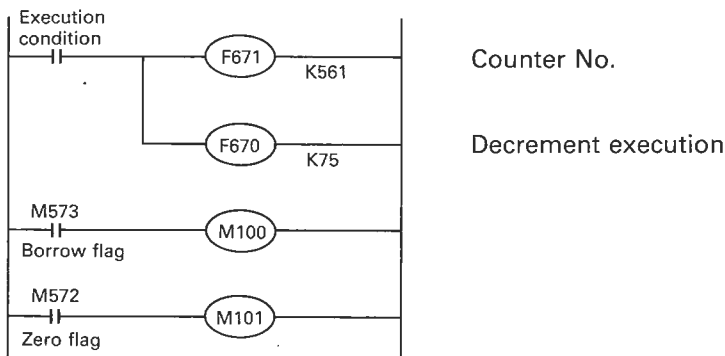 Execution
condition
F671
K561
Counter No.
F670
K75
Decrement execution
M573
M100
Borrow flag
M572
M101
Zero flag